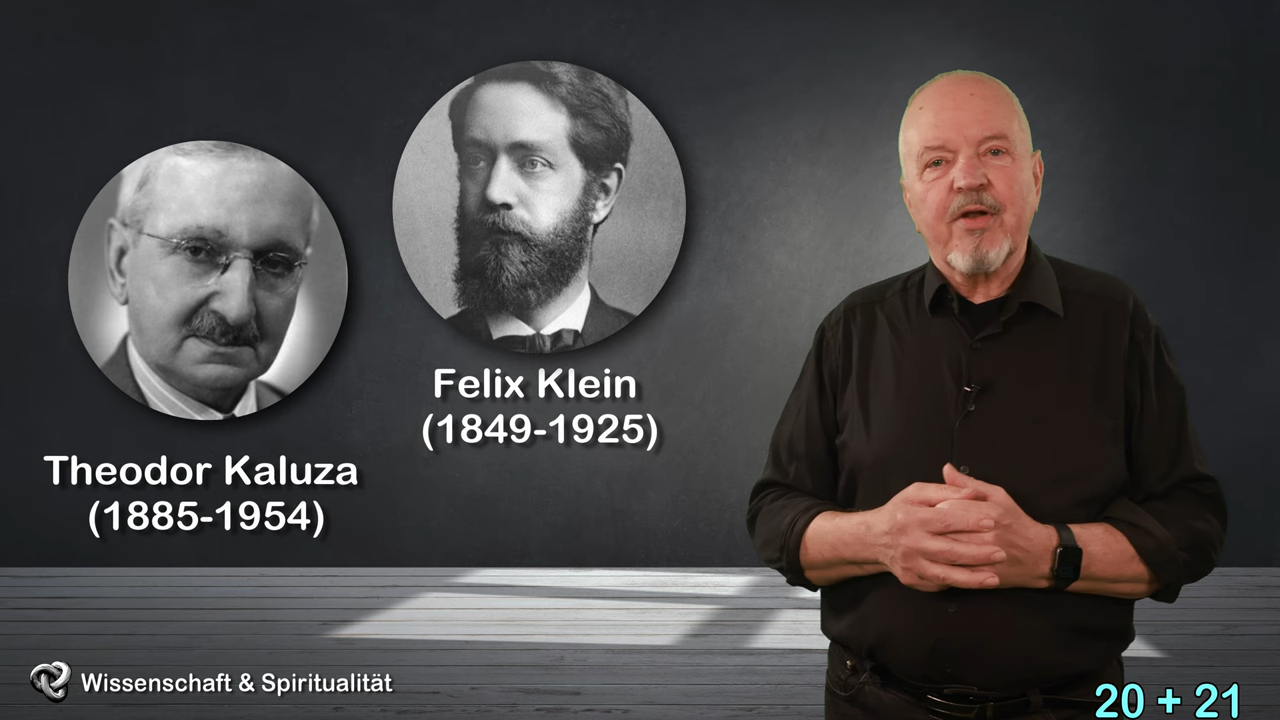 Felix Klein
(1849-1925)
Theodor Kaluza
(1885-1954)
Wissenschaft & Spiritualität
20 + 21